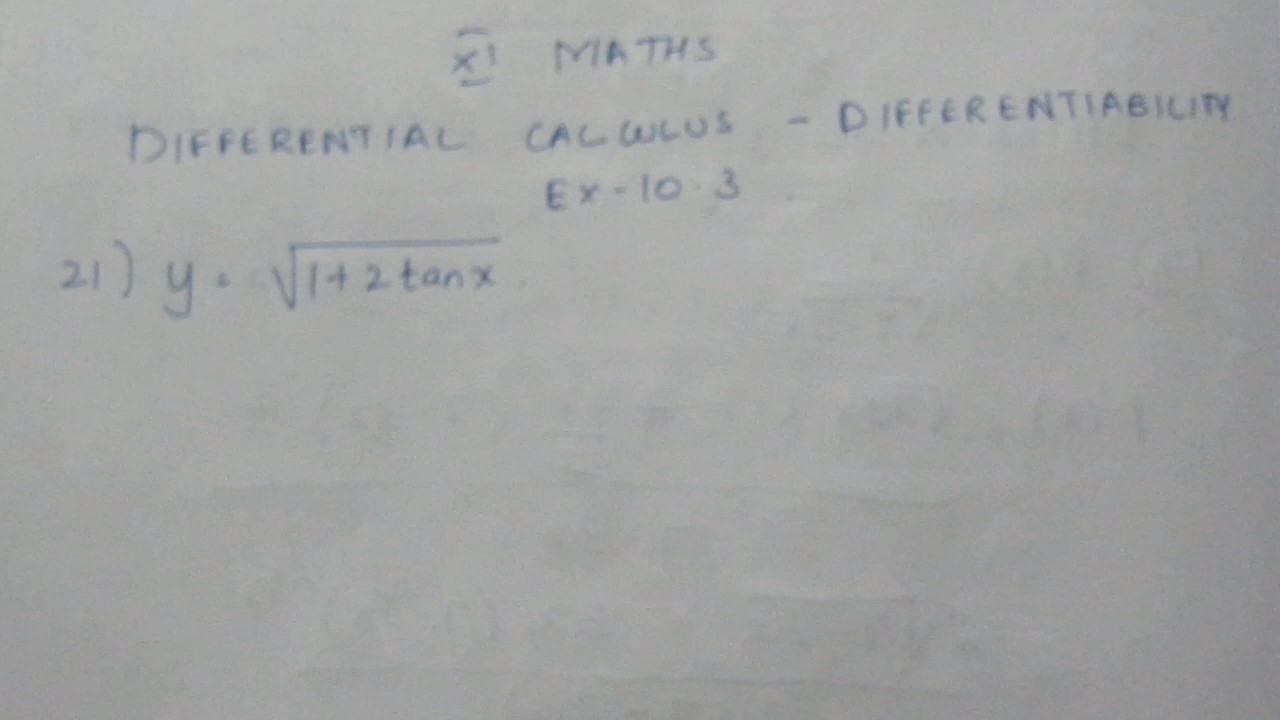 XI MATHS
DIFFERENTIAL CALCULUS - DIFFERENTIABILITY
Ex-10.3.
21) y = √1+2tanx.